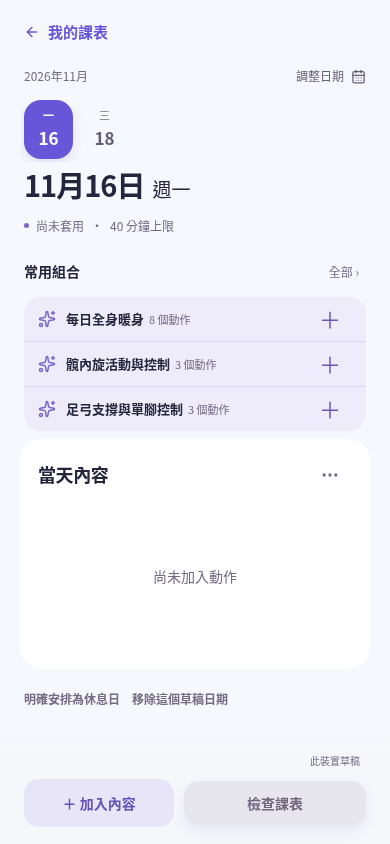 我的課表
2026年11月
調整日期
一
16
三
18
11月16日 週一
尚未套用 · 40 分鐘上限
常用組合
全部 ›
每日全身暖身 8 個動作
髖內旋活動與控制 3 個動作
足弓支撐與單腳控制 3 個動作
當天內容
尚未加入動作
明確安排為休息日 移除這個草稿日期
此裝置草稿
+ 加入內容
檢查課表